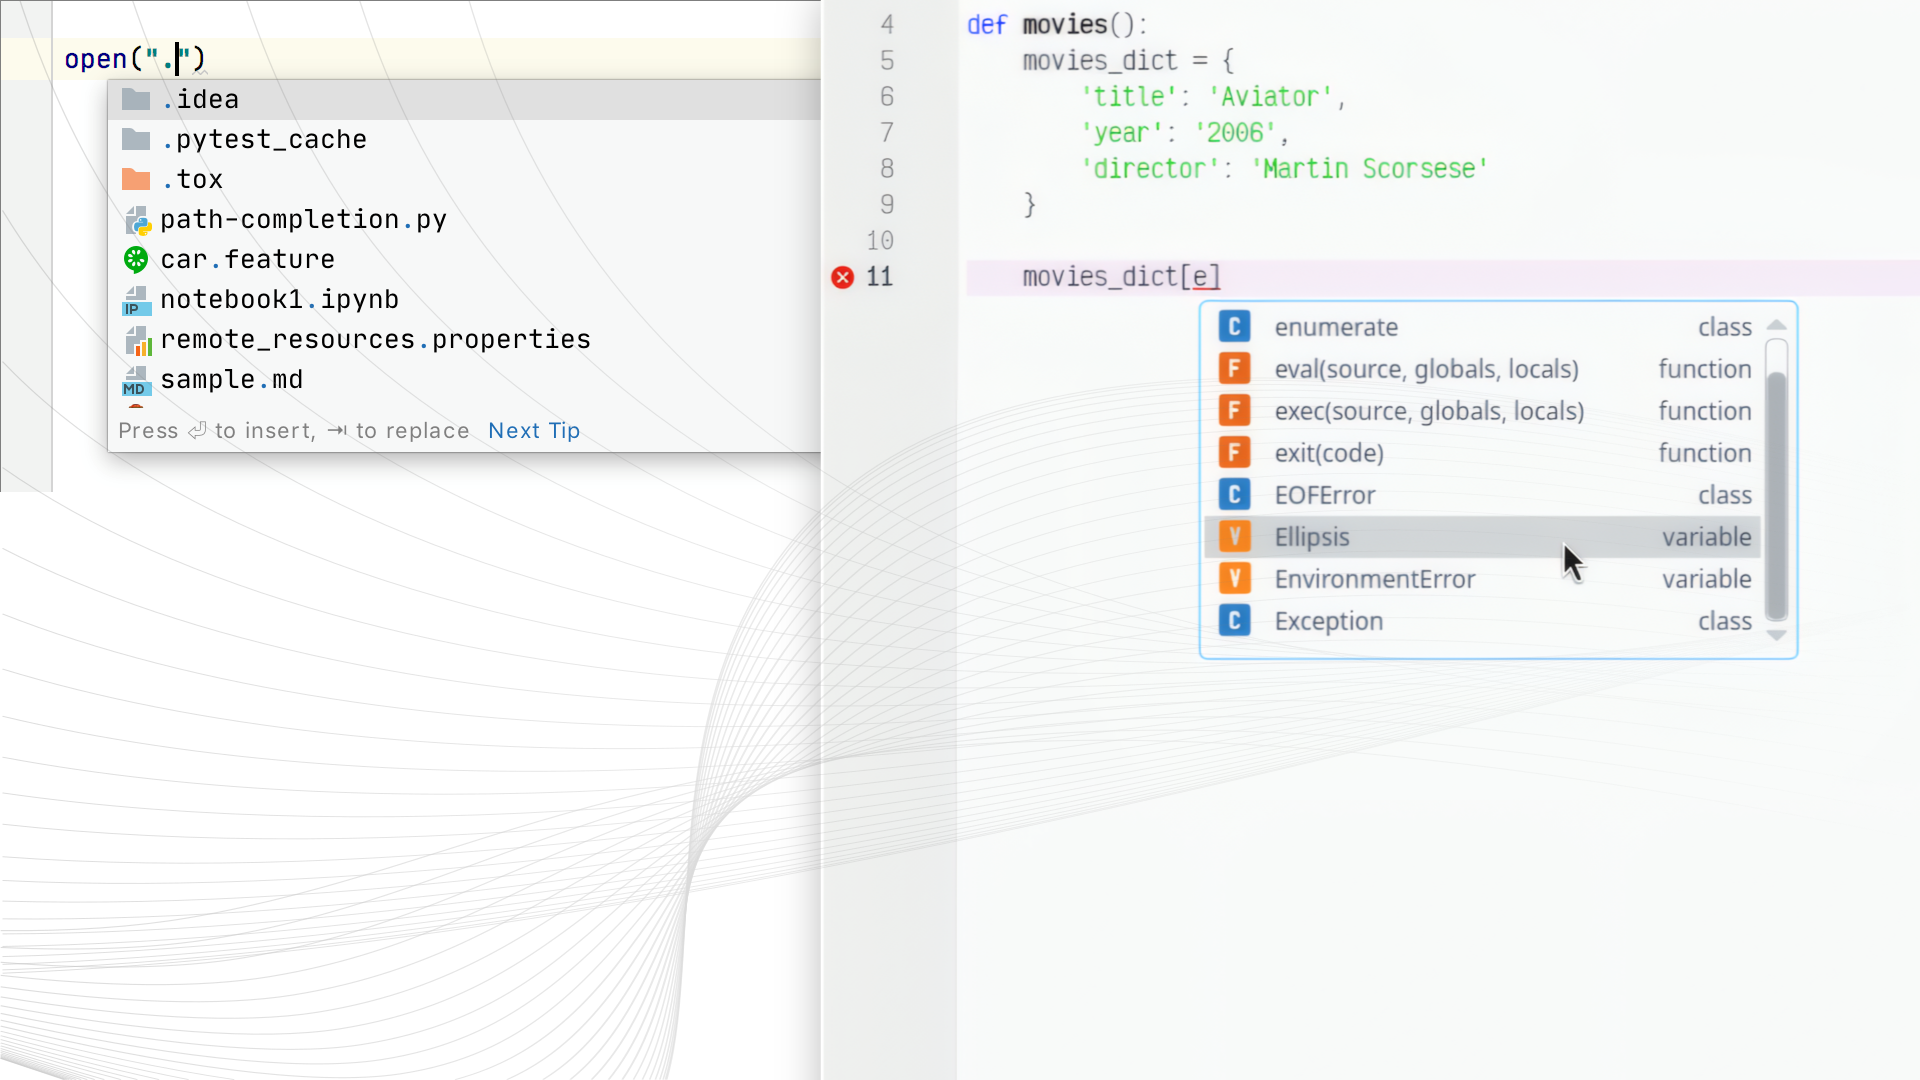 open(".")
.idea
.pytest_cache
.tox
path-completion.py
car.feature
IP notebook1.ipynb
remote_resources.properties
MD sample.md
Press ⏎ to insert, ⇥ to replace Next Tip
4 def movies():
5 movies_dict = {
6 'title': 'Aviator',
7 'year': '2006',
8 'director': 'Martin Scorsese'
9 }
10
11 movies_dict[e]
C enumerate class
F eval(source, globals, locals) function
F exec(source, globals, locals) function
F exit(code) function
C EOFError class
V Ellipsis variable
V EnvironmentError variable
C Exception class